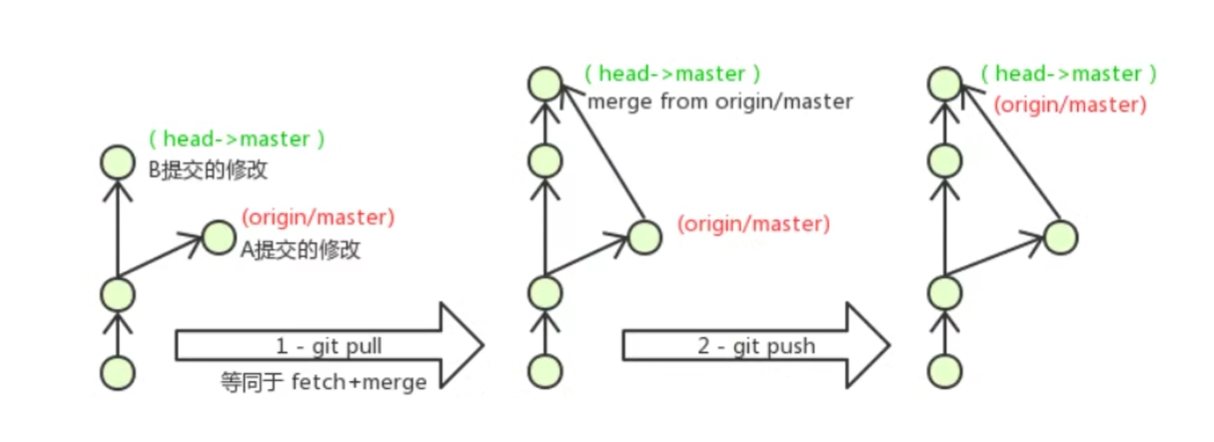 ( head->master )
B提交的修改
(origin/master)
A提交的修改
1 - git pull
等同于 fetch+merge
( head->master )
merge from origin/master
(origin/master)
2 - git push
( head->master )
(origin/master)